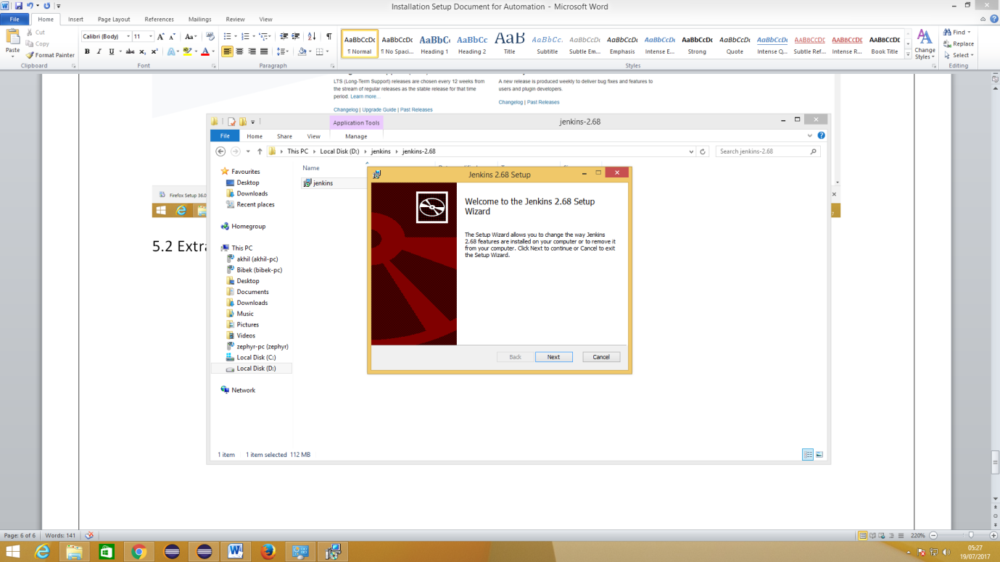 Installation Setup Document for Automation - Microsoft Word
File Home Insert Page Layout References Mailings Review View
Paste
Cut
Copy
Format Painter
Clipboard
Calibri (Body) 11
Font
Paragraph
AaBbCcDc AaBbCcDc AaBbCc AaBbCc AaB AaBbCc. AaBbCcDc AaBbCcDc AaBbCcDc AaBbCcDc AaBbCcDc AaBbCcDc AABBCCDC AABBCCDC AABBCCDC
¶ Normal ¶ No Spaci... Heading 1 Heading 2 Title Subtitle Subtle Em... Emphasis Intense E... Strong Quote Intense Q... Subtle Ref... Intense R... Book Title
Styles
Change Styles
Find
Replace
Select
Editing
LTS (Long-Term Support) releases are chosen every 12 weeks from
the stream of regular releases as the stable release for that time
period. Learn more...
Changelog | Upgrade Guide | Past Releases
A new release is produced weekly to deliver bug fixes and features to
users and plugin developers.
Changelog | Past Releases
Application Tools
jenkins-2.68
File Home Share View Manage
This PC Local Disk (D:) jenkins jenkins-2.68
Search jenkins-2.68
Favourites
Desktop
Downloads
Recent places
Homegroup
This PC
akhil (akhil-pc)
Bibek (bibek-pc)
Desktop
Documents
Downloads
Music
Pictures
Videos
zephyr-pc (zephyr)
Local Disk (C:)
Local Disk (D:)
Network
Name
jenkins
1 item 1 item selected 112 MB
Jenkins 2.68 Setup
Welcome to the Jenkins 2.68 Setup
Wizard
The Setup Wizard allows you to change the way Jenkins
2.68 features are installed on your computer or to remove it
from your computer. Click Next to continue or Cancel to exit
the Setup Wizard.
Back Next Cancel
Firefox Setup 36.0
5.2 Extra
Page: 6 of 6 Words: 141
220%
05:27
19/07/2017